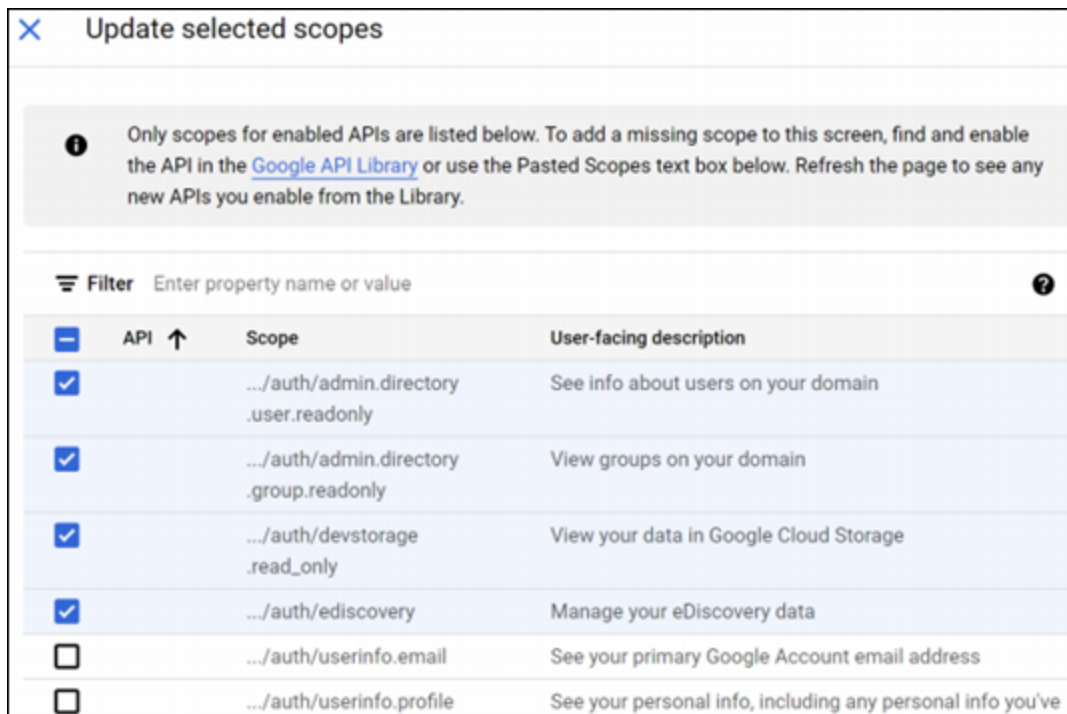 Update selected scopes
Only scopes for enabled APIs are listed below. To add a missing scope to this screen, find and enable
the API in the Google API Library or use the Pasted Scopes text box below. Refresh the page to see any
new APIs you enable from the Library.
Filter Enter property name or value
API Scope User-facing description
.../auth/admin.directory See info about users on your domain
.user.readonly
.../auth/admin.directory View groups on your domain
.group.readonly
.../auth/devstorage View your data in Google Cloud Storage
.read_only
.../auth/ediscovery Manage your eDiscovery data
.../auth/userinfo.email See your primary Google Account email address
.../auth/userinfo.profile See your personal info, including any personal info you've